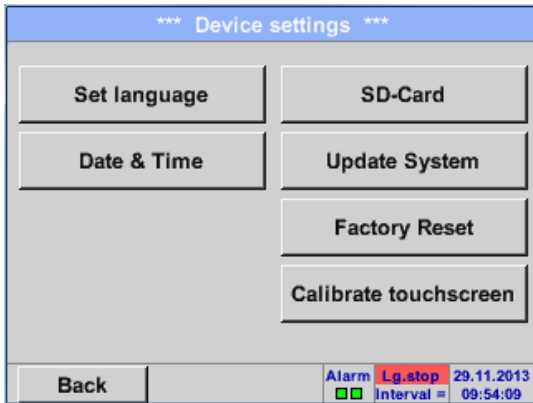 *** Device settings ***
Set language
SD-Card
Date & Time
Update System
Factory Reset
Calibrate touchscreen
Back
Alarm
Lg.stop
29.11.2013
Interval =
09:54:09